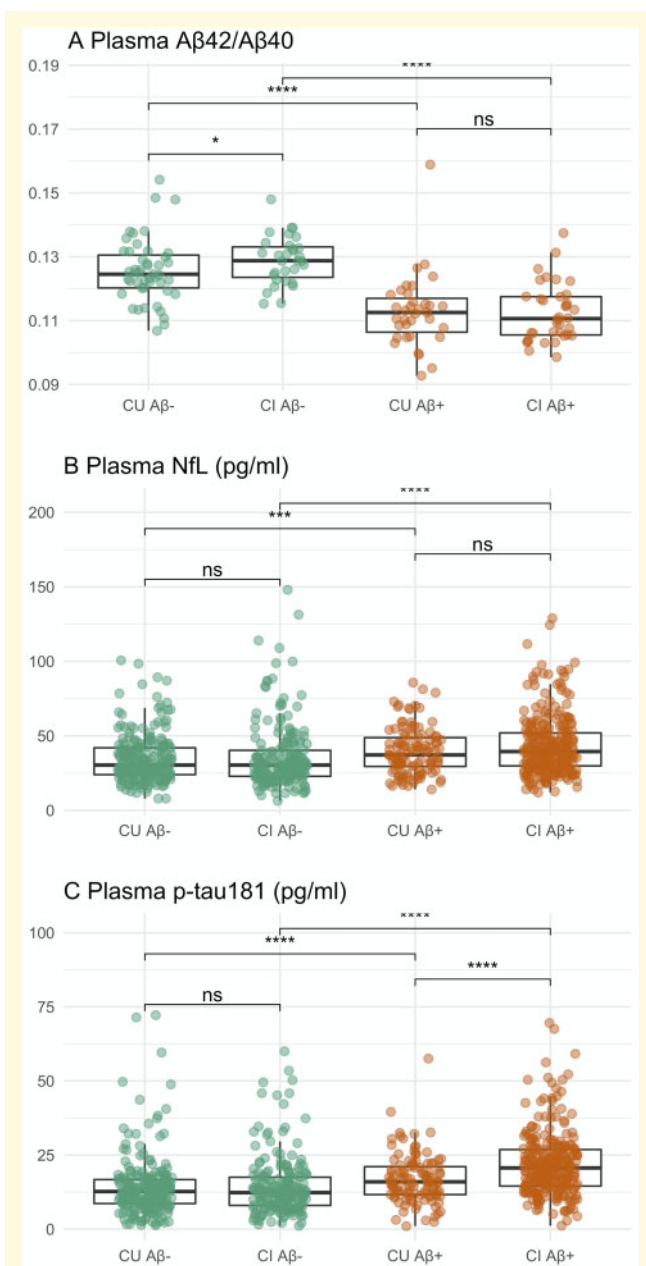 A Plasma Aβ42/Aβ40
0.19
****
****
0.17
ns
*
0.15
0.13
0.11
0.09
CU Aβ- CI Aβ- CU Aβ+ CI Aβ+
B Plasma NfL (pg/ml)
****
200
***
ns
ns
150
100
50
0
CU Aβ- CI Aβ- CU Aβ+ CI Aβ+
C Plasma p-tau181 (pg/ml)
****
100
****
****
ns
75
50
25
0
CU Aβ- CI Aβ- CU Aβ+ CI Aβ+